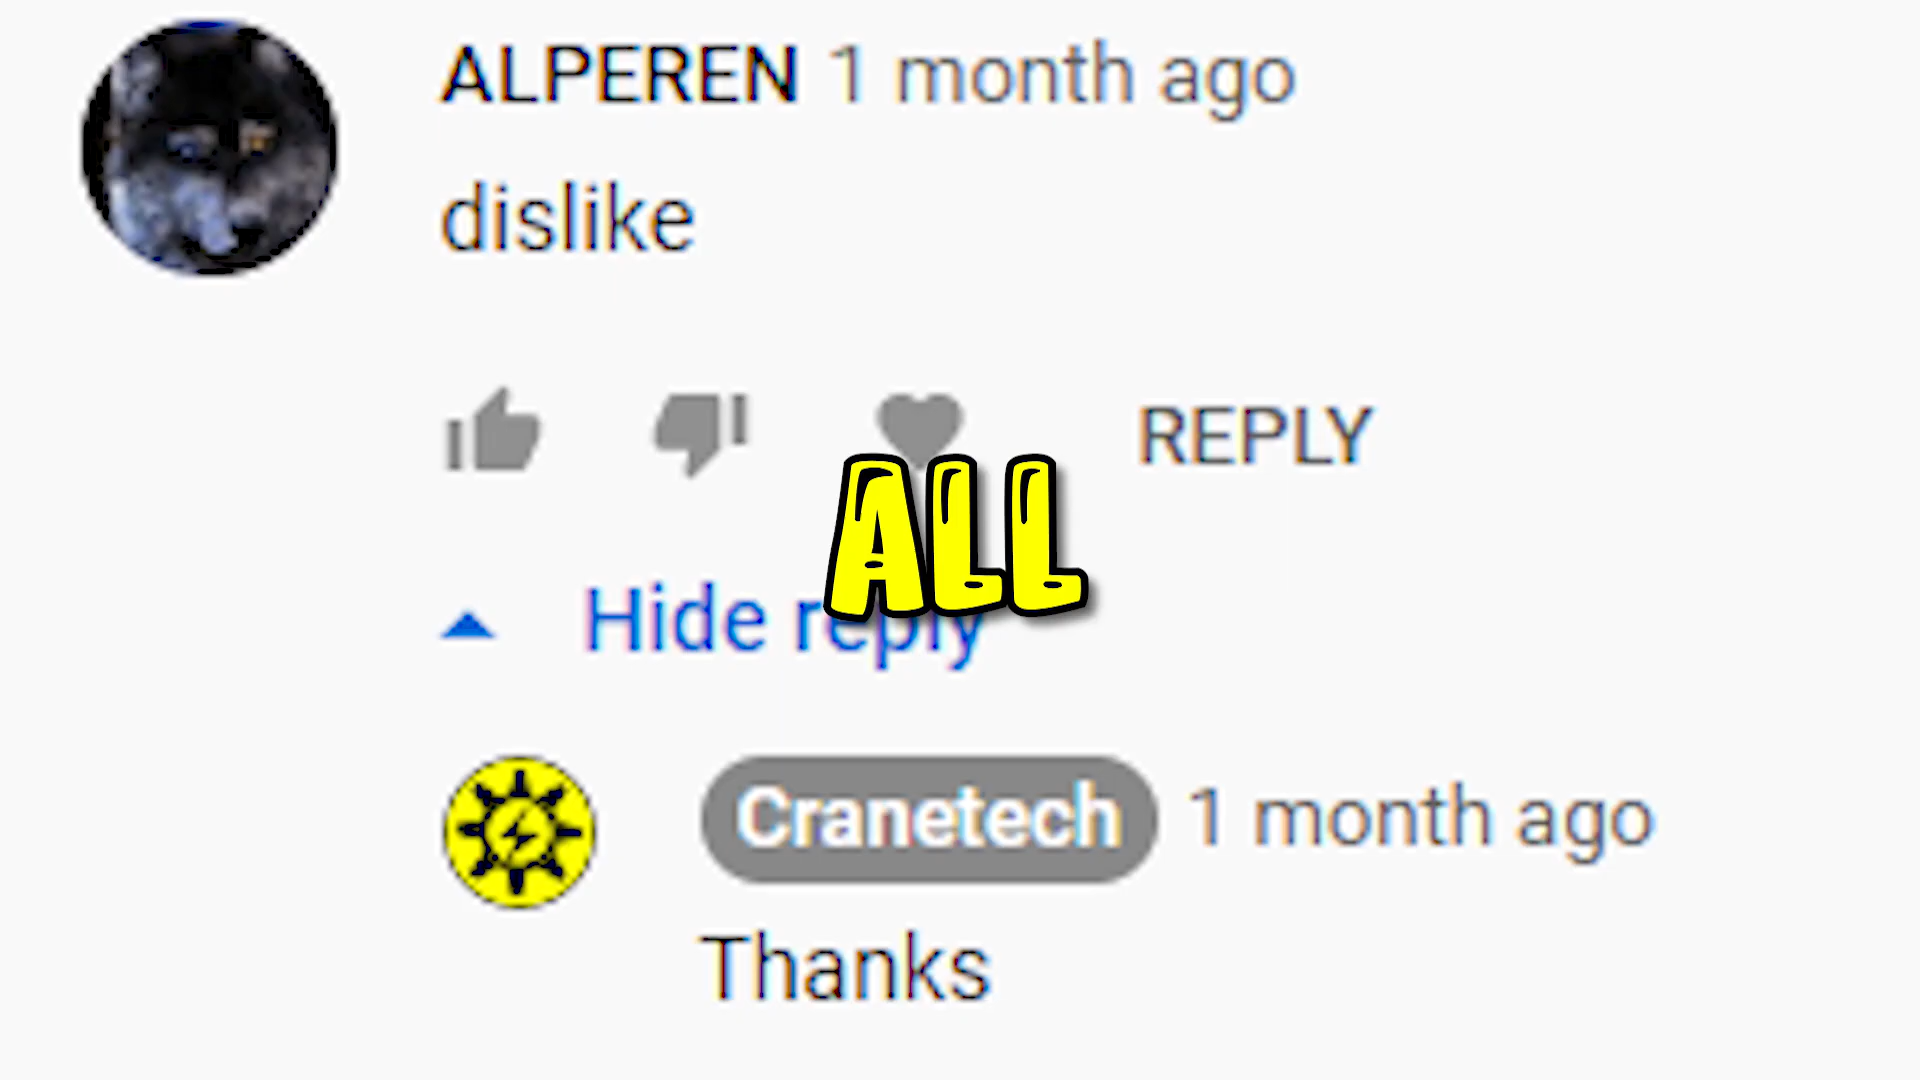 ALPEREN 1 month ago
dislike
REPLY
ALL
Hide reply
Cranetech 1 month ago
Thanks